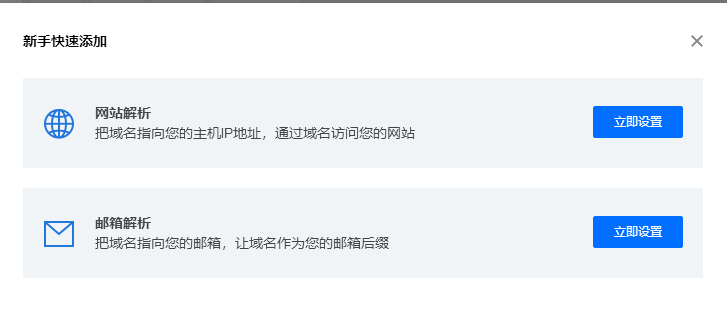 新手快速添加
网站解析
把域名指向您的主机IP地址，通过域名访问您的网站
立即设置
邮箱解析
把域名指向您的邮箱，让域名作为您的邮箱后缀
立即设置